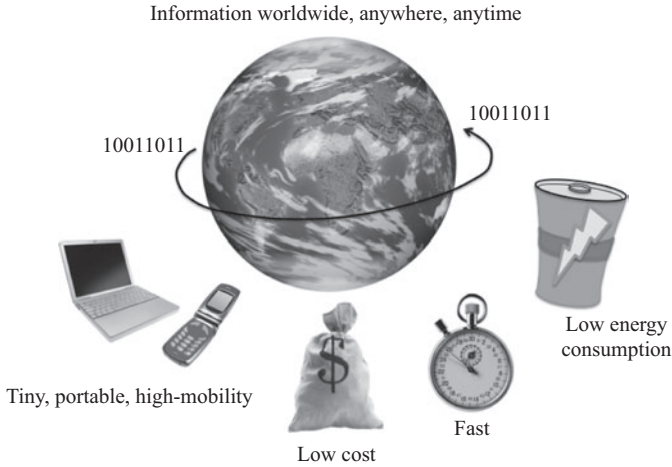 Information worldwide, anywhere, anytime
10011011
10011011
Low energy
consumption
Tiny, portable, high-mobility
$
Fast
Low cost